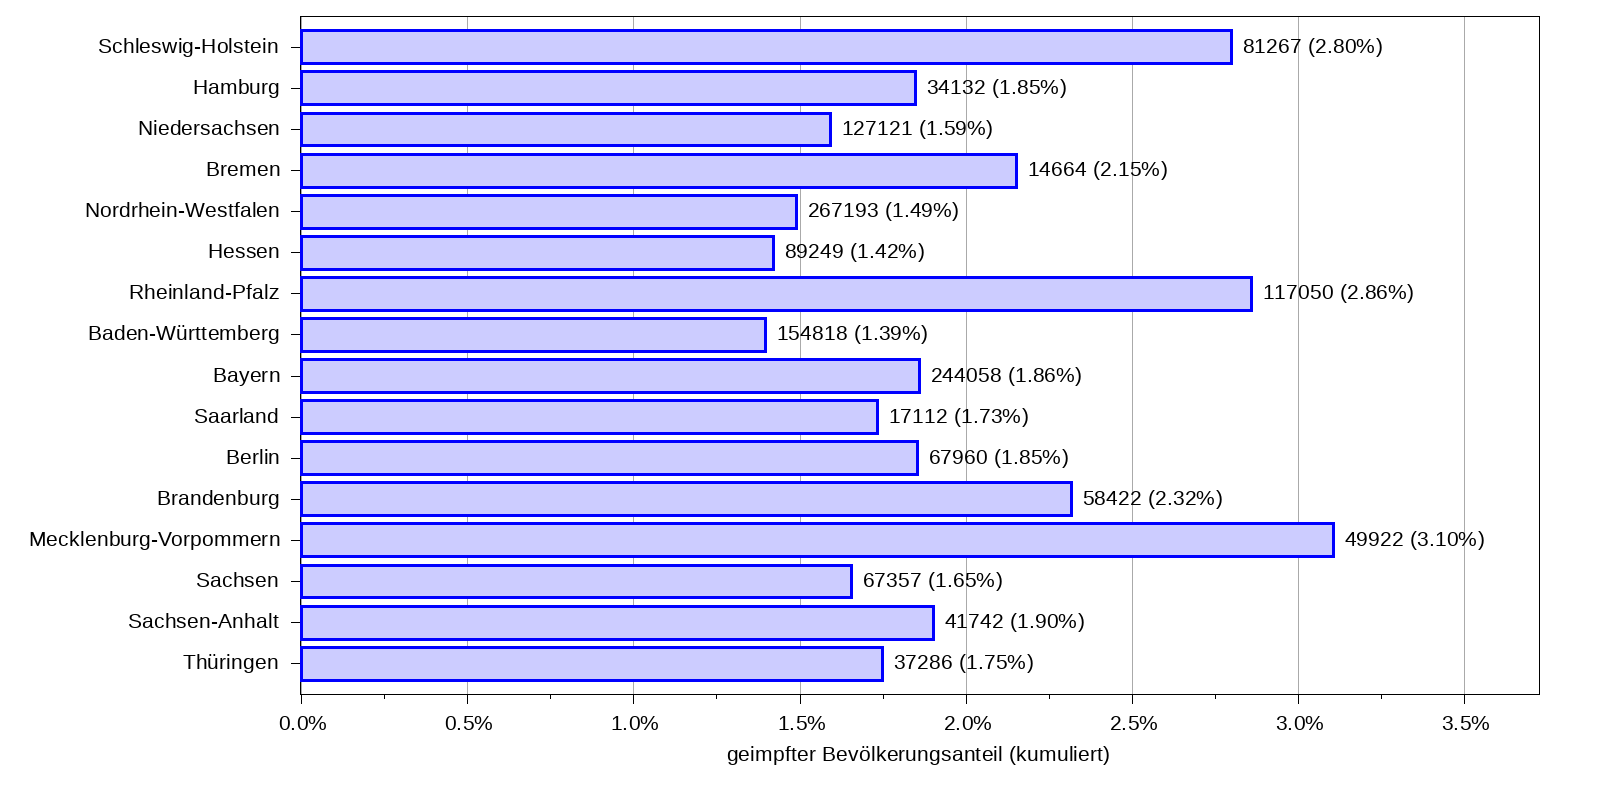 Schleswig-Holstein 81267 (2.80%)
Hamburg 34132 (1.85%)
Niedersachsen 127121 (1.59%)
Bremen 14664 (2.15%)
Nordrhein-Westfalen 267193 (1.49%)
Hessen 89249 (1.42%)
Rheinland-Pfalz 117050 (2.86%)
Baden-Württemberg 154818 (1.39%)
Bayern 244058 (1.86%)
Saarland 17112 (1.73%)
Berlin 67960 (1.85%)
Brandenburg 58422 (2.32%)
Mecklenburg-Vorpommern 49922 (3.10%)
Sachsen 67357 (1.65%)
Sachsen-Anhalt 41742 (1.90%)
Thüringen 37286 (1.75%)
0.0% 0.5% 1.0% 1.5% 2.0% 2.5% 3.0% 3.5%
geimpfter Bevölkerungsanteil (kumuliert)